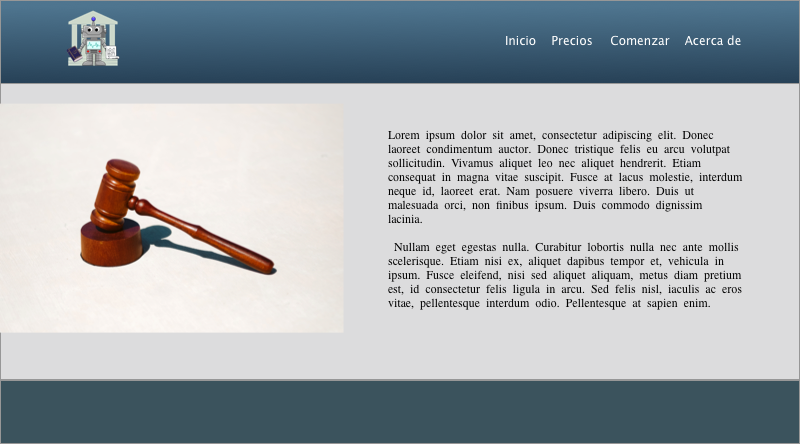 Inicio Precios Comenzar Acerca de
Lorem ipsum dolor sit amet, consectetur adipiscing elit. Donec
laoreet condimentum auctor. Donec tristique felis eu arcu volutpat
sollicitudin. Vivamus aliquet leo nec aliquet hendrerit. Etiam
consequat in magna vitae suscipit. Fusce at lacus molestie, interdum
neque id, laoreet erat. Nam posuere viverra libero. Duis ut
malesuada orci, non finibus ipsum. Duis commodo dignissim
lacinia.
Nullam eget egestas nulla. Curabitur lobortis nulla nec ante mollis
scelerisque. Etiam nisi ex, aliquet dapibus tempor et, vehicula in
ipsum. Fusce eleifend, nisi sed aliquet aliquam, metus diam pretium
est, id consectetur felis ligula in arcu. Sed felis nisl, iaculis ac eros
vitae, pellentesque interdum odio. Pellentesque at sapien enim.